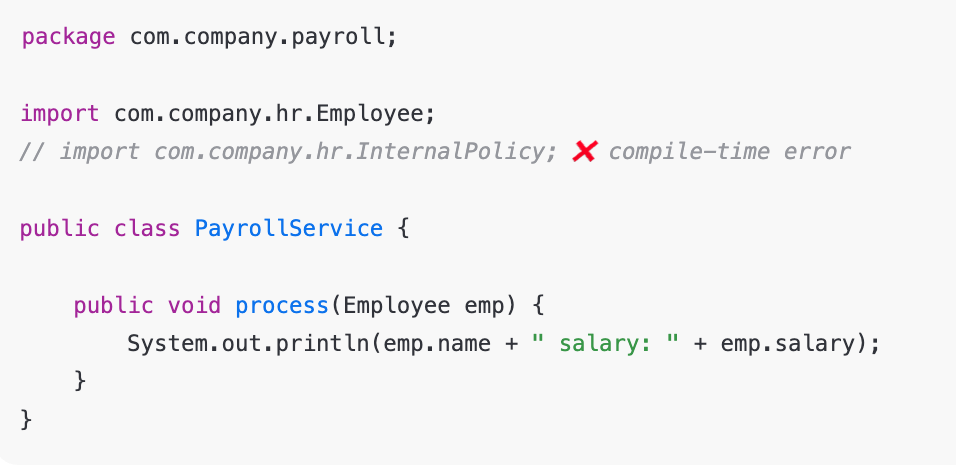 package com.company.payroll;
import com.company.hr.Employee;
// import com.company.hr.InternalPolicy; ❌ compile-time error
public class PayrollService {
    public void process(Employee emp) {
        System.out.println(emp.name + " salary: " + emp.salary);
    }
}